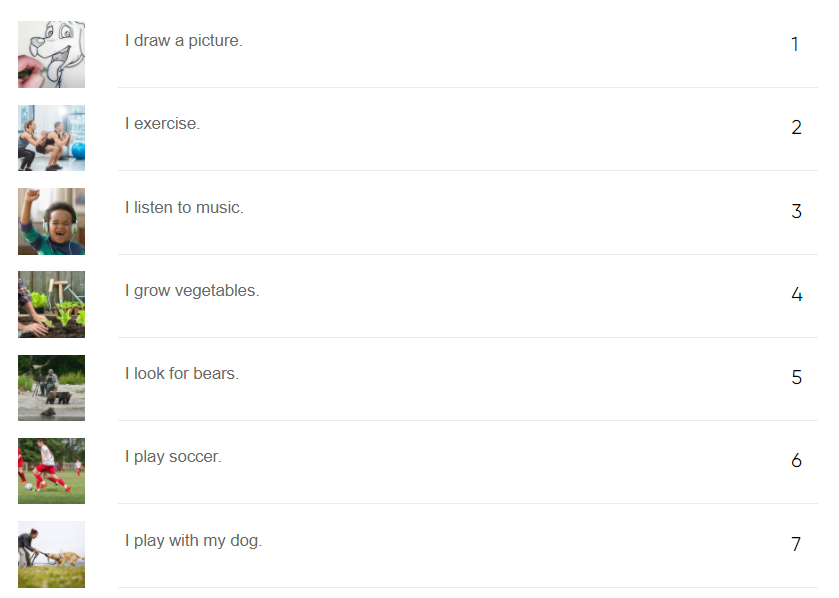 I draw a picture. 1
I exercise. 2
I listen to music. 3
I grow vegetables. 4
I look for bears. 5
I play soccer. 6
I play with my dog. 7